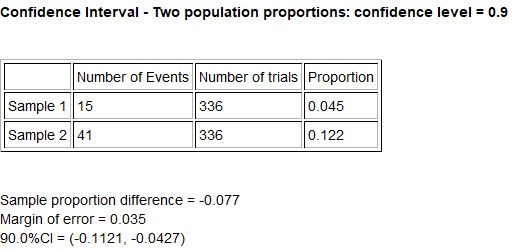 Confidence Interval - Two population proportions: confidence level = 0.9
Number of Events Number of trials Proportion
Sample 1 15 336 0.045
Sample 2 41 336 0.122
Sample proportion difference = -0.077
Margin of error = 0.035
90.0%CI = (-0.1121, -0.0427)